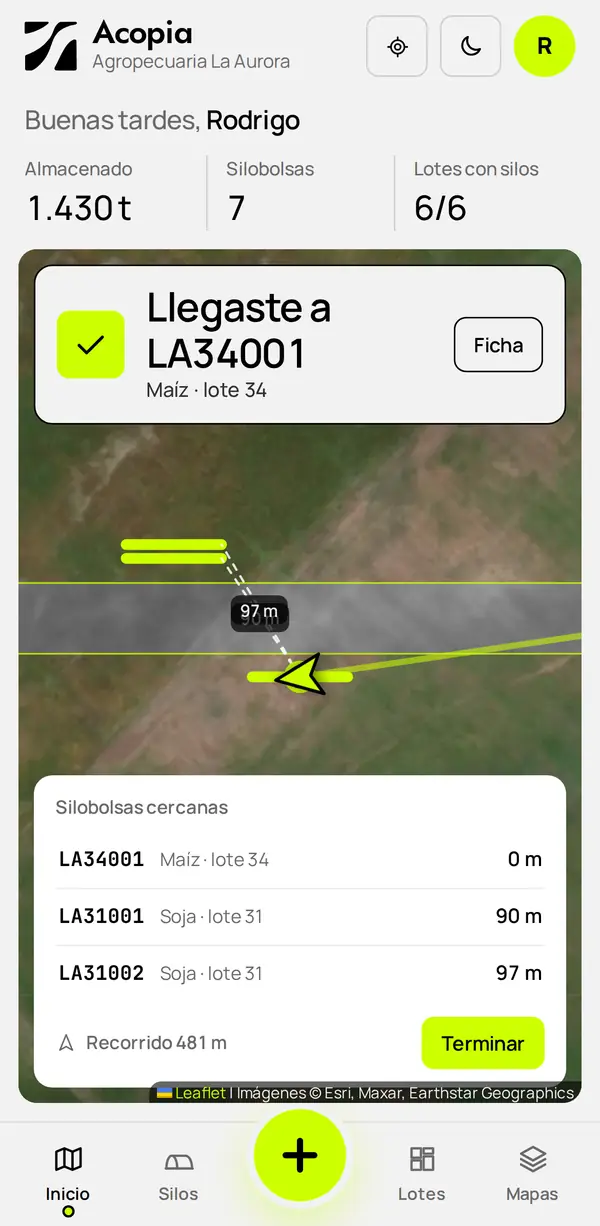 Acopia
Agropecuaria La Aurora
R
Buenas tardes, Rodrigo
Almacenado
Silobolsas
Lotes con silos
1.430 t
7
6/6
Llegaste a
LA34001
Maíz · lote 34
Ficha
97 m
90 m
Silobolsas cercanas
LA34001 Maíz · lote 34 0 m
LA31001 Soja · lote 31 90 m
LA31002 Soja · lote 31 97 m
Recorrido 481 m
Terminar
Leaflet | Imágenes © Esri, Maxar, Earthstar Geographics
Inicio
Silos
Lotes
Mapas